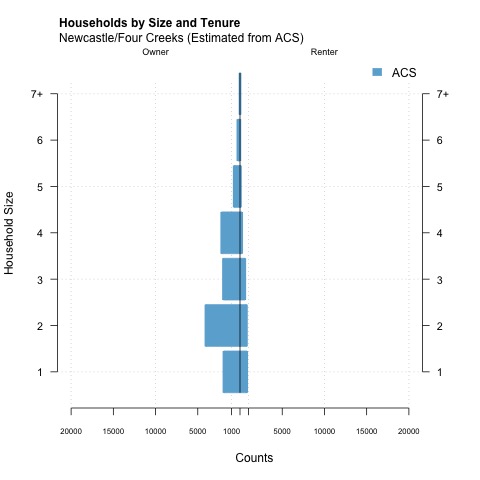 Households by Size and Tenure
Newcastle/Four Creeks (Estimated from ACS)
Owner Renter
ACS
7+ 7+
6 6
5 5
4 4
3 3
2 2
1 1
Household Size
20000 15000 10000 5000 1000 5000 10000 15000 20000
Counts